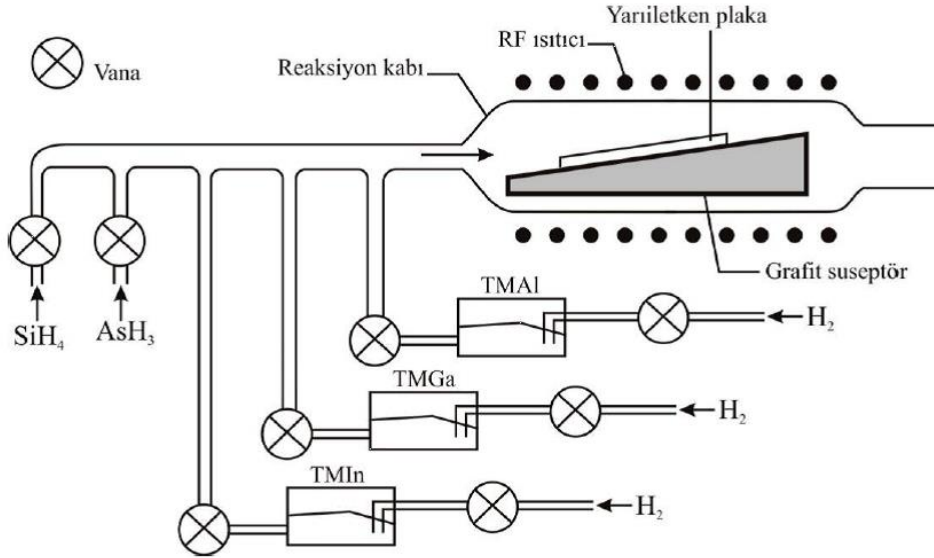 Yarıiletken plaka
RF ısıtıcı
Reaksiyon kabı
Vana
Grafit suseptör
TMAl
H₂
SiH₄
AsH₃
TMGa
H₂
TMIn
H₂